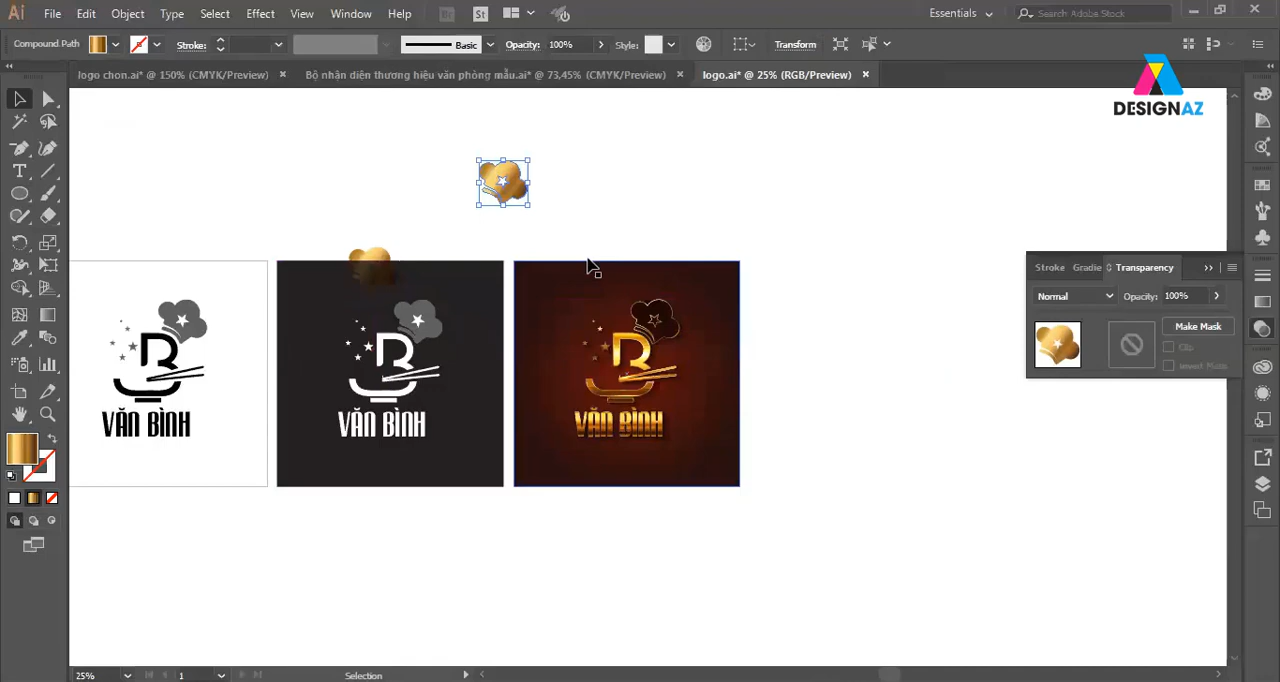 Ai File Edit Object Type Select Effect View Window Help Br St Essentials Search Adobe Stock
Compound Path Stroke: Basic Opacity: 100% Style: Transform
logo chon.ai* @ 150% (CMYK/Preview) Bộ nhận diện thương hiệu văn phòng mẫu.ai* @ 73,45% (CMYK/Preview) logo.ai* @ 25% (RGB/Preview)
DESIGNAZ
Stroke Gradie Transparency
Normal Opacity: 100%
Make Mask
Clip
Invert Mask
VĂN BÌNH
VĂN BÌNH
VĂN BÌNH
25% 1 Selection